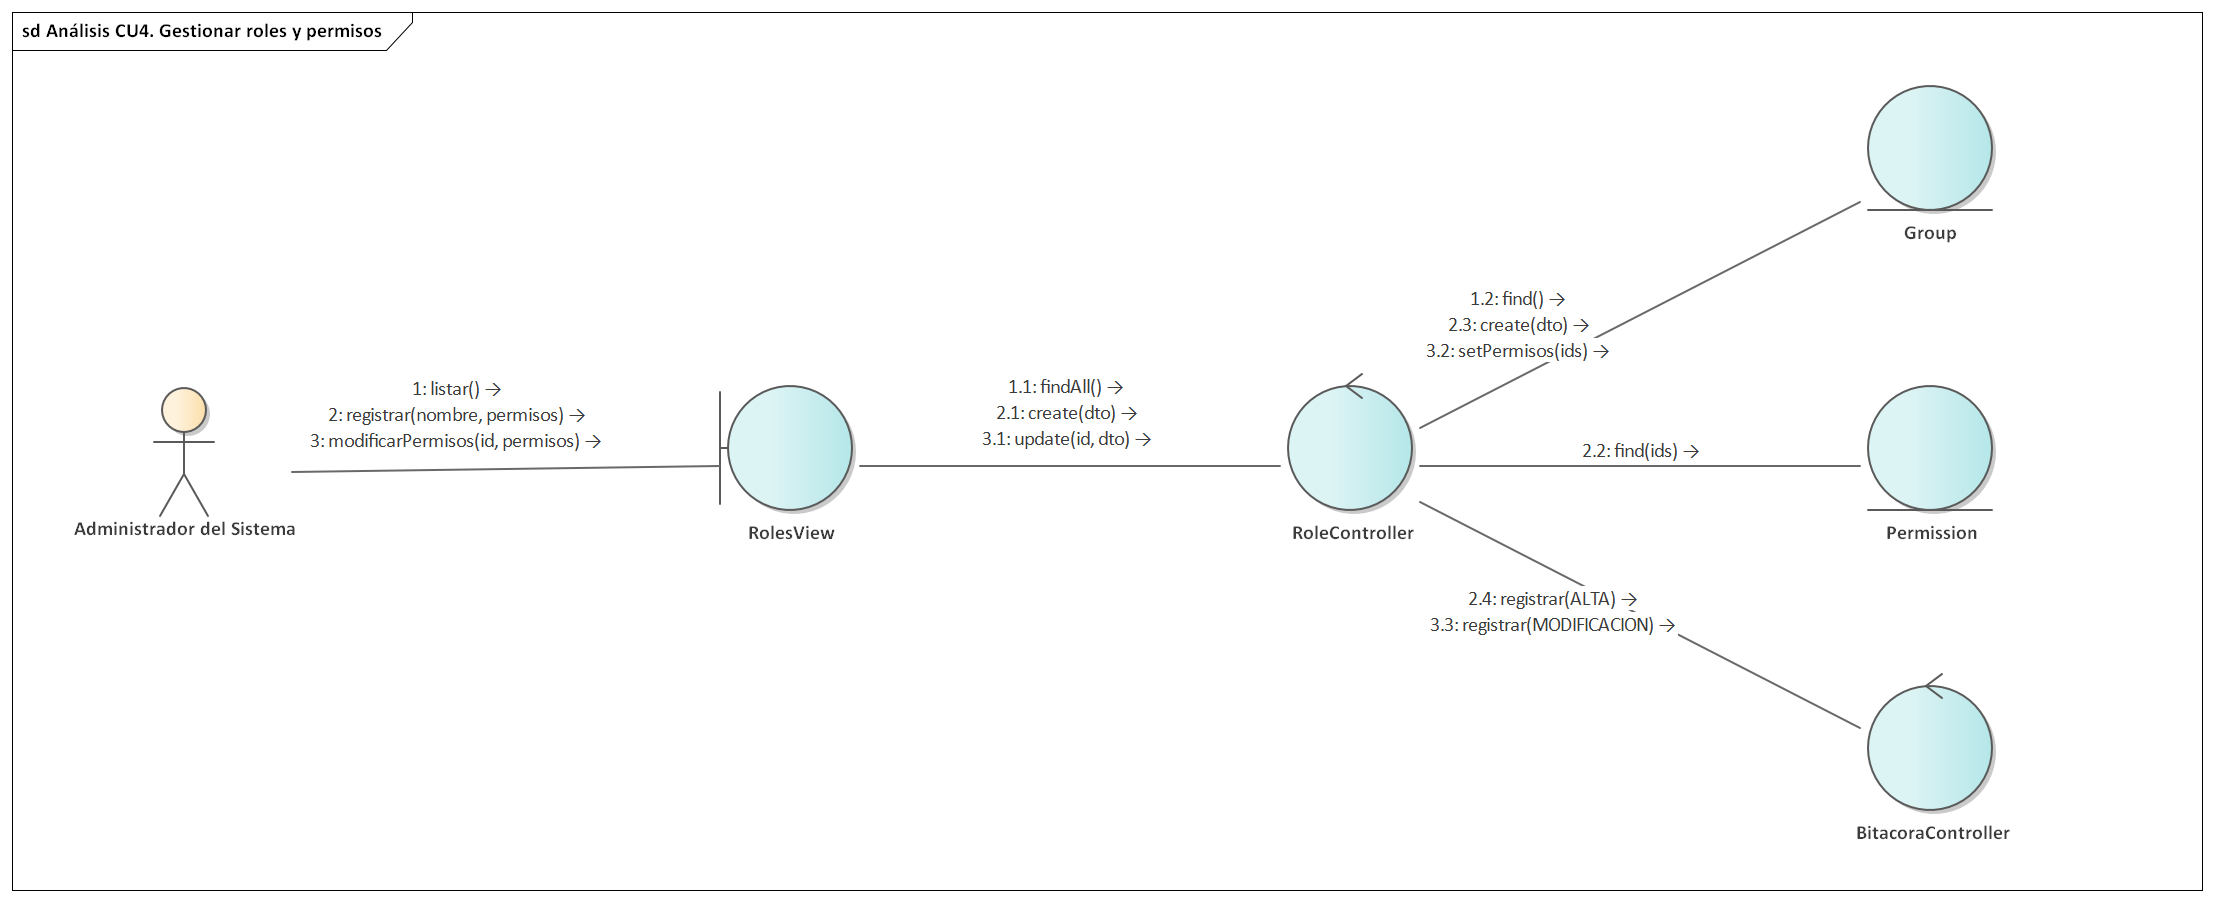 sd Análisis CU4. Gestionar roles y permisos
Group
1.2: find() →
2.3: create(dto) →
3.2: setPermisos(ids) →
1: listar() →
2: registrar(nombre, permisos) →
3: modificarPermisos(id, permisos) →
1.1: findAll() →
2.1: create(dto) →
3.1: update(id, dto) →
2.2: find(ids) →
Administrador del Sistema
RolesView
RoleController
Permission
2.4: registrar(ALTA) →
3.3: registrar(MODIFICACION) →
BitacoraController